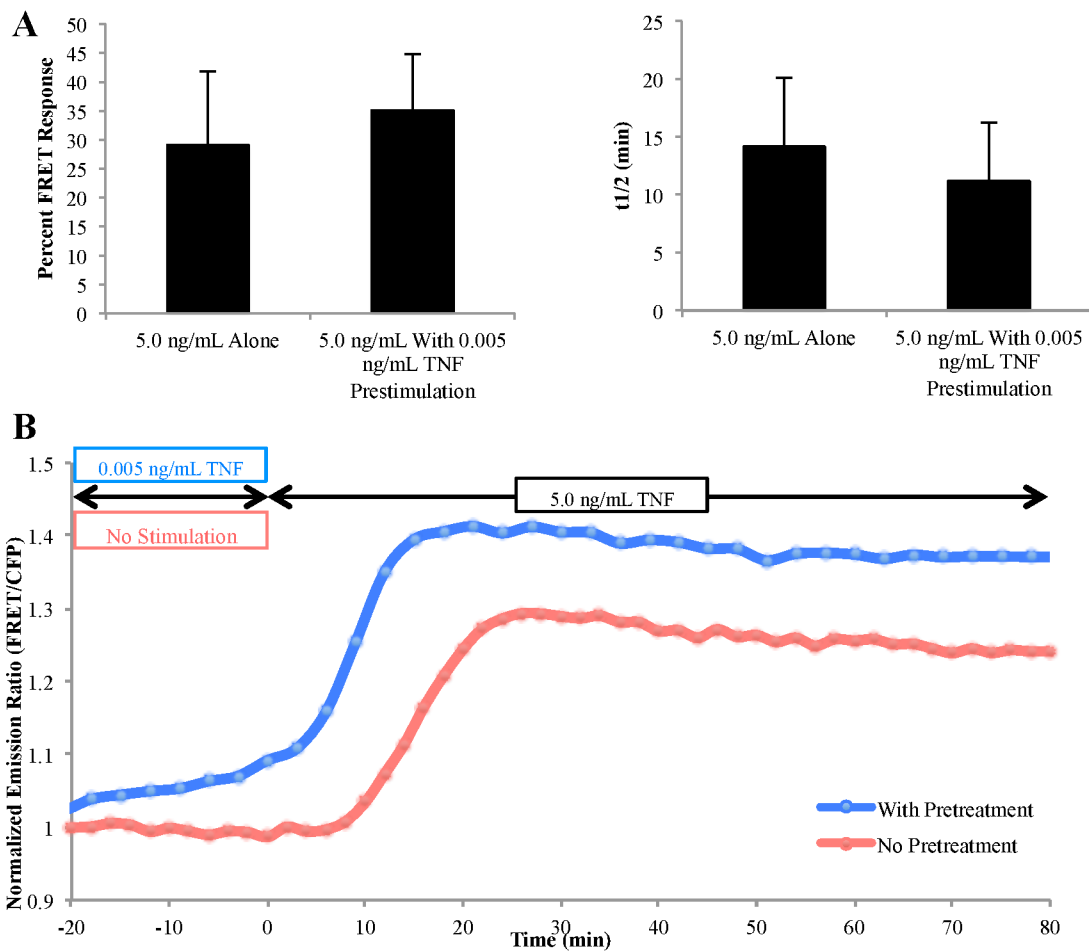 A
Percent FRET Response
50
45
40
35
30
25
20
15
10
5
0
5.0 ng/mL Alone
5.0 ng/mL With 0.005
ng/mL TNF
Prestimulation
t1/2 (min)
25
20
15
10
5
0
5.0 ng/mL Alone
5.0 ng/mL With 0.005
ng/mL TNF
Prestimulation
B
Normalized Emission Ratio (FRET/CFP)
1.5
1.4
1.3
1.2
1.1
1
0.9
0.005 ng/mL TNF
No Stimulation
5.0 ng/mL TNF
With Pretreatment
No Pretreatment
-20 -10 0 10 20 30 40 50 60 70 80
Time (min)